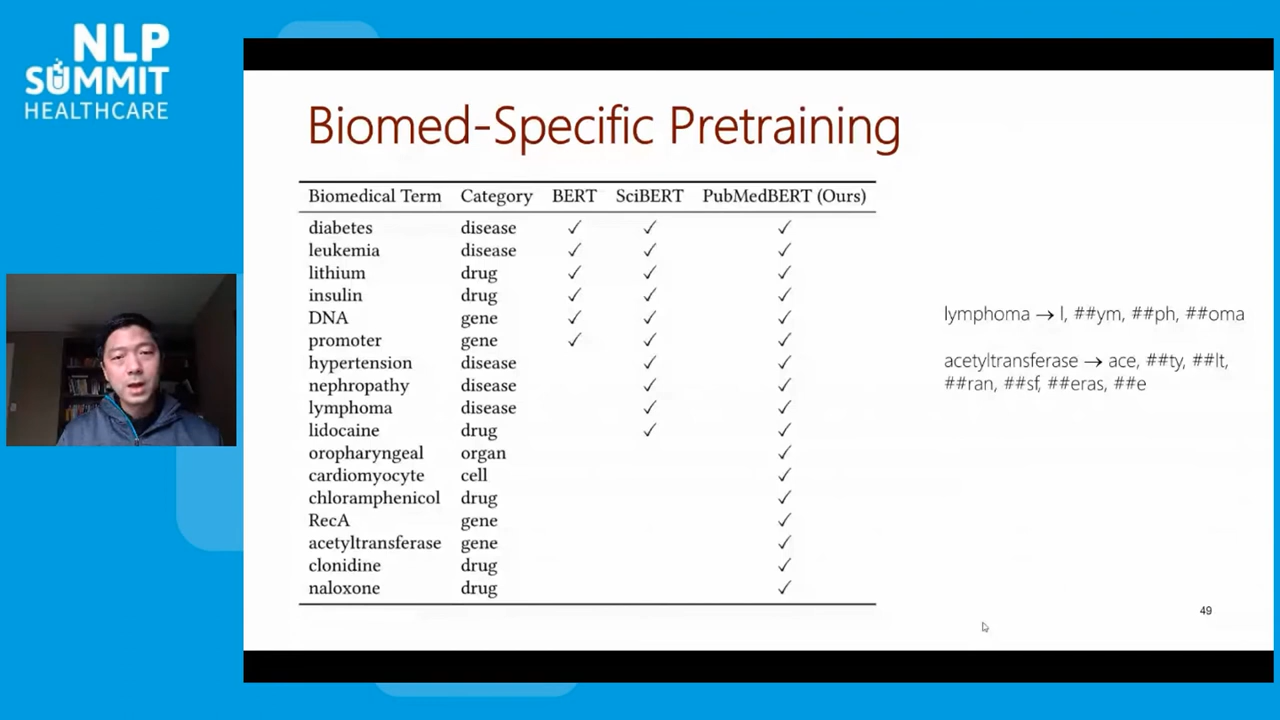 NLP
SUMMIT
HEALTHCARE
Biomed-Specific Pretraining
Biomedical Term Category BERT SciBERT PubMedBERT (Ours)
diabetes disease ✓ ✓ ✓
leukemia disease ✓ ✓ ✓
lithium drug ✓ ✓ ✓
insulin drug ✓ ✓ ✓
DNA gene ✓ ✓ ✓
promoter gene ✓ ✓ ✓
hypertension disease ✓ ✓
nephropathy disease ✓ ✓
lymphoma disease ✓ ✓
lidocaine drug ✓ ✓
oropharyngeal organ ✓
cardiomyocyte cell ✓
chloramphenicol drug ✓
RecA gene ✓
acetyltransferase gene ✓
clonidine drug ✓
naloxone drug ✓
lymphoma → l, ##ym, ##ph, ##oma
acetyltransferase → ace, ##ty, ##lt,
##ran, ##sf, ##eras, ##e
49